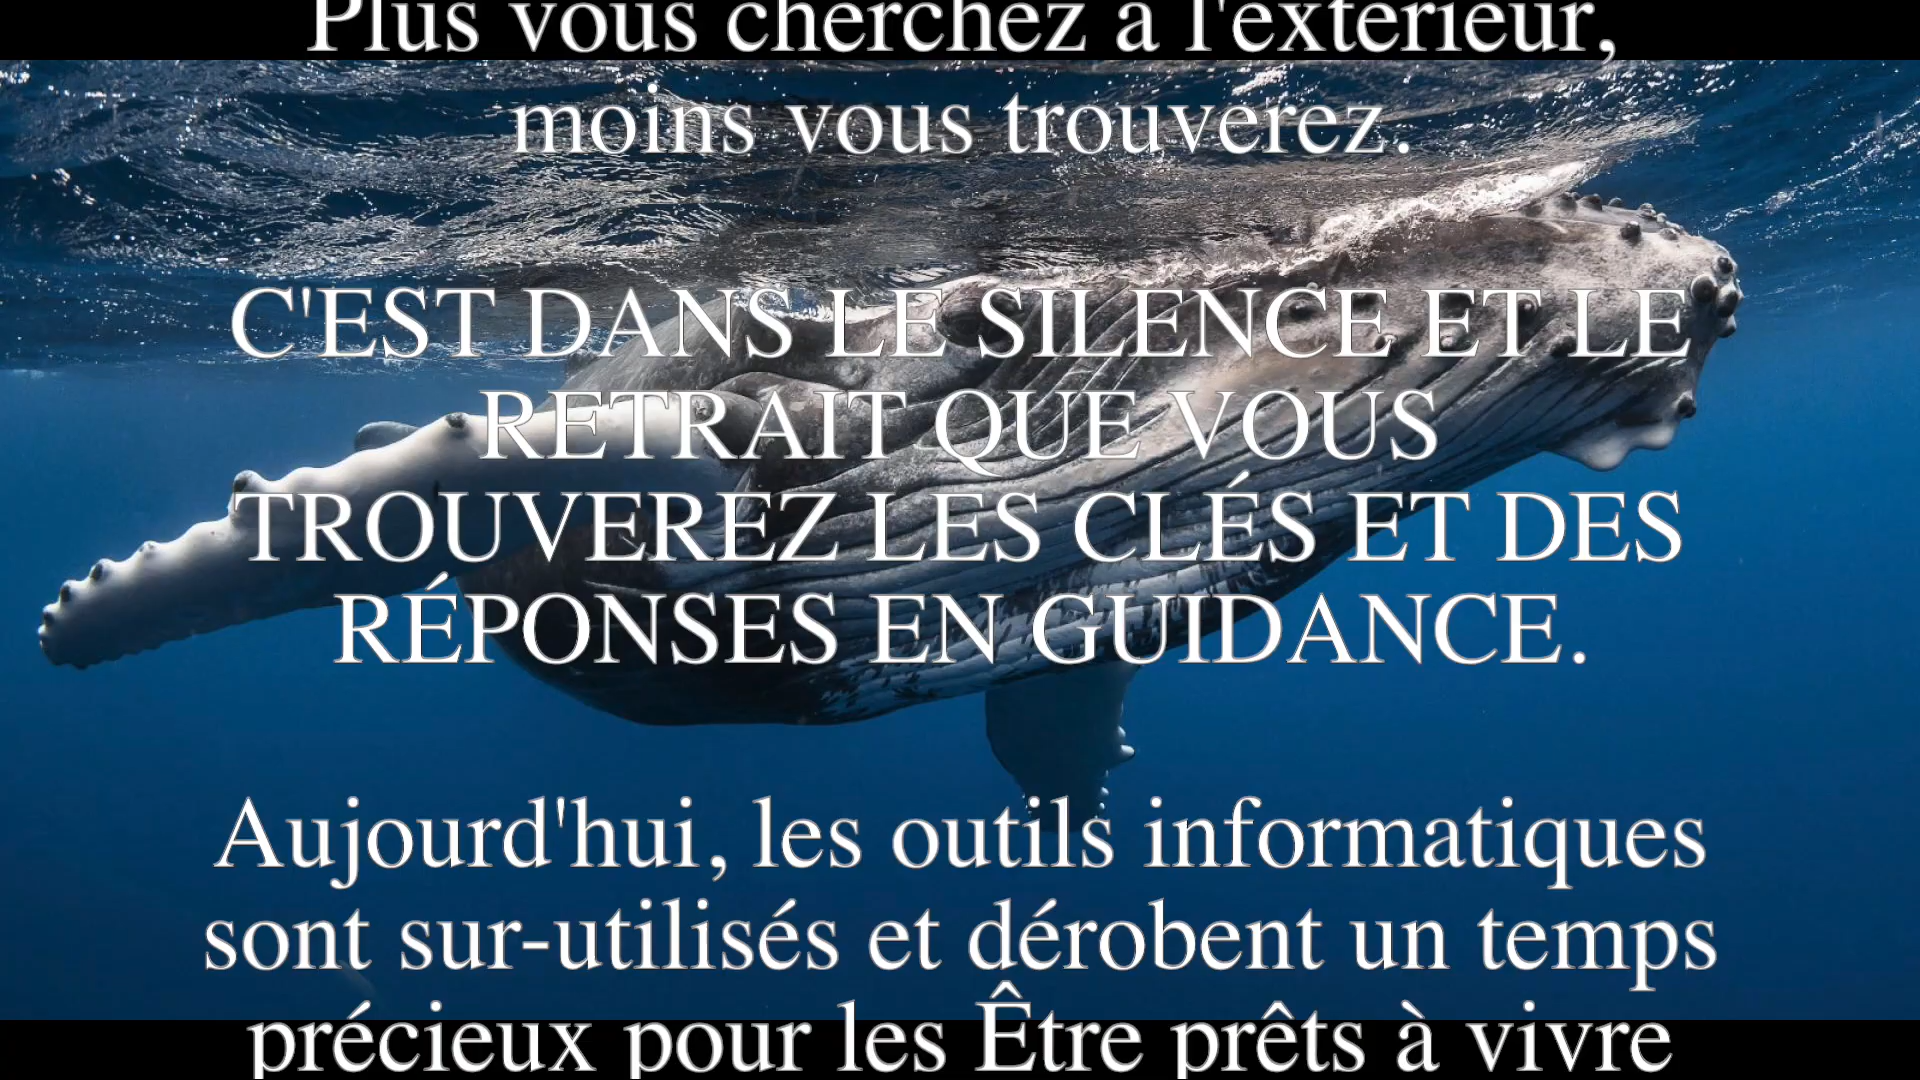 Plus vous cherchez à l'extérieur,
moins vous trouverez.
C'EST DANS LE SILENCE ET LE
RETRAIT QUE VOUS
TROUVEREZ LES CLÉS ET DES
RÉPONSES EN GUIDANCE.
Aujourd'hui, les outils informatiques
sont sur-utilisés et dérobent un temps
précieux pour les Être prêts à vivre